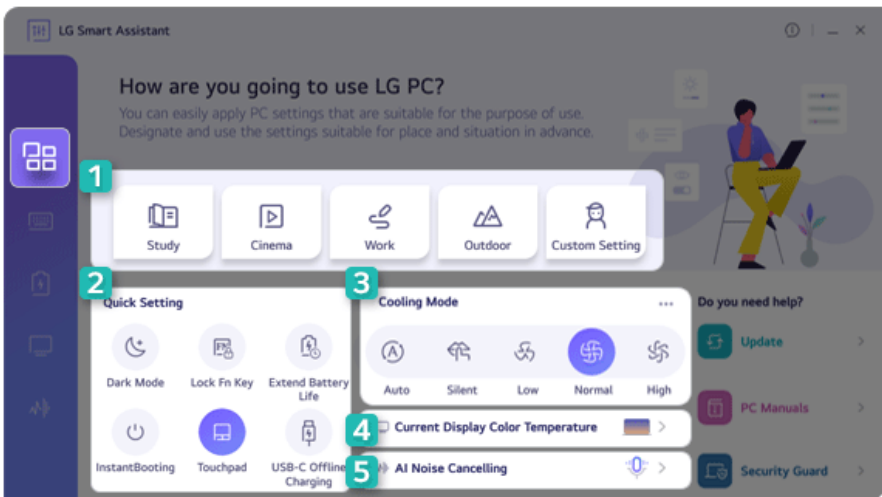 LG Smart Assistant
How are you going to use LG PC?
You can easily apply PC settings that are suitable for the purpose of use.
Designate and use the settings suitable for place and situation in advance.
1
Study
Cinema
Work
Outdoor
Custom Setting
2
Quick Setting
Dark Mode
Lock Fn Key
Extend Battery
Life
InstantBooting
Touchpad
USB-C Offline
Charging
3
Cooling Mode
Auto
Silent
Low
Normal
High
4
Current Display Color Temperature
5
AI Noise Cancelling
Do you need help?
Update
PC Manuals
Security Guard